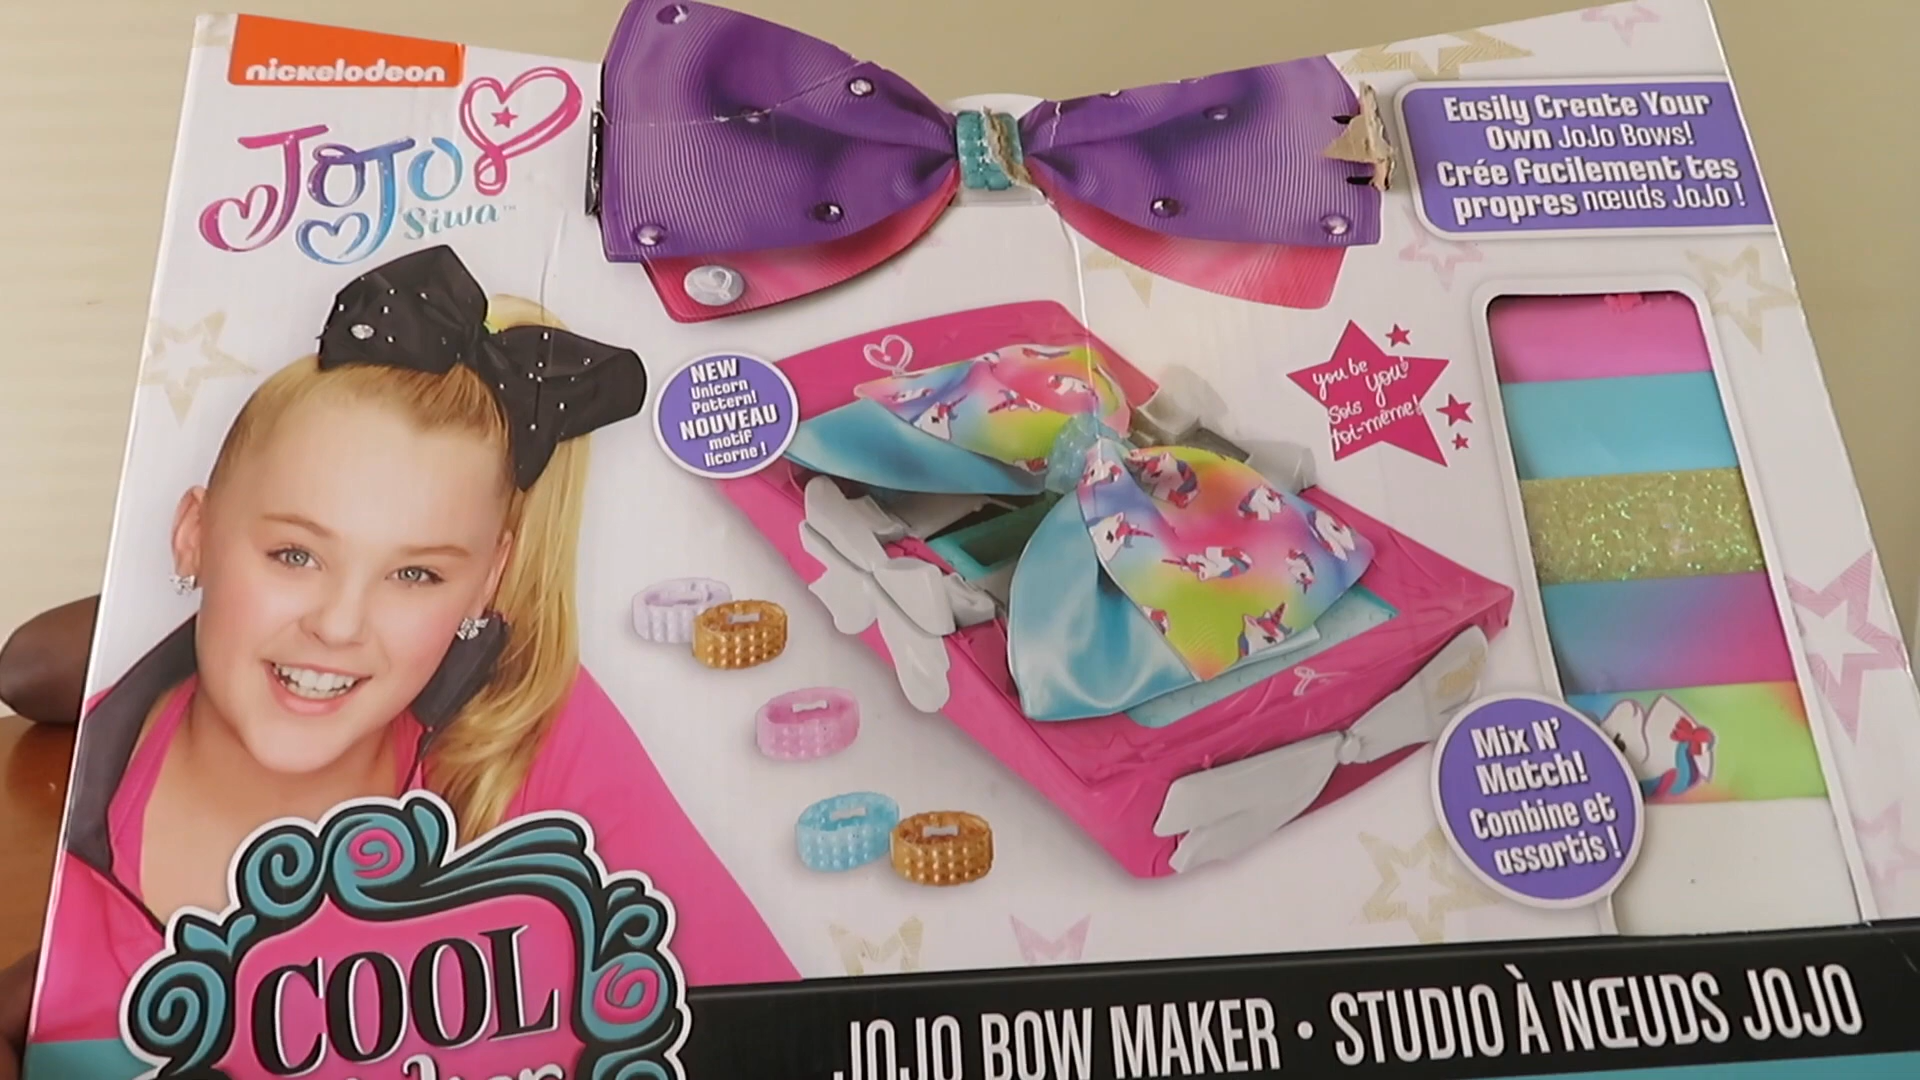 nickelodeon
JoJo
Siwa™
Easily Create Your
Own JoJo Bows!
Crée Facilement tes
propres nœuds JoJo !
NEW
Unicorn
Pattern!
NOUVEAU
motif
licorne !
you be
you!
Sois
toi-même!
Mix N'
Match!
Combine et
assortis !
COOL
JOJO BOW MAKER • STUDIO À NŒUDS JOJO